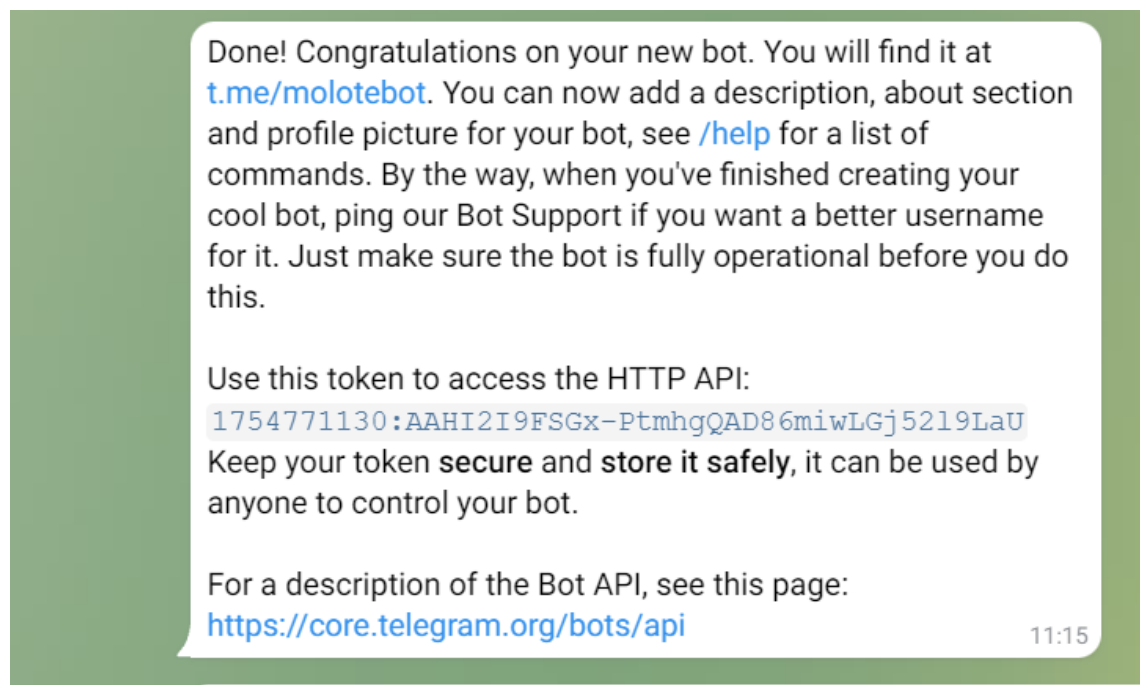 Done! Congratulations on your new bot. You will find it at
t.me/molotebot. You can now add a description, about section
and profile picture for your bot, see /help for a list of
commands. By the way, when you've finished creating your
cool bot, ping our Bot Support if you want a better username
for it. Just make sure the bot is fully operational before you do
this.
Use this token to access the HTTP API:
1754771130:AAHI2I9FSGx-PtmhgQAD86miwLGj52l9LaU
Keep your token secure and store it safely, it can be used by
anyone to control your bot.
For a description of the Bot API, see this page:
https://core.telegram.org/bots/api
11:15